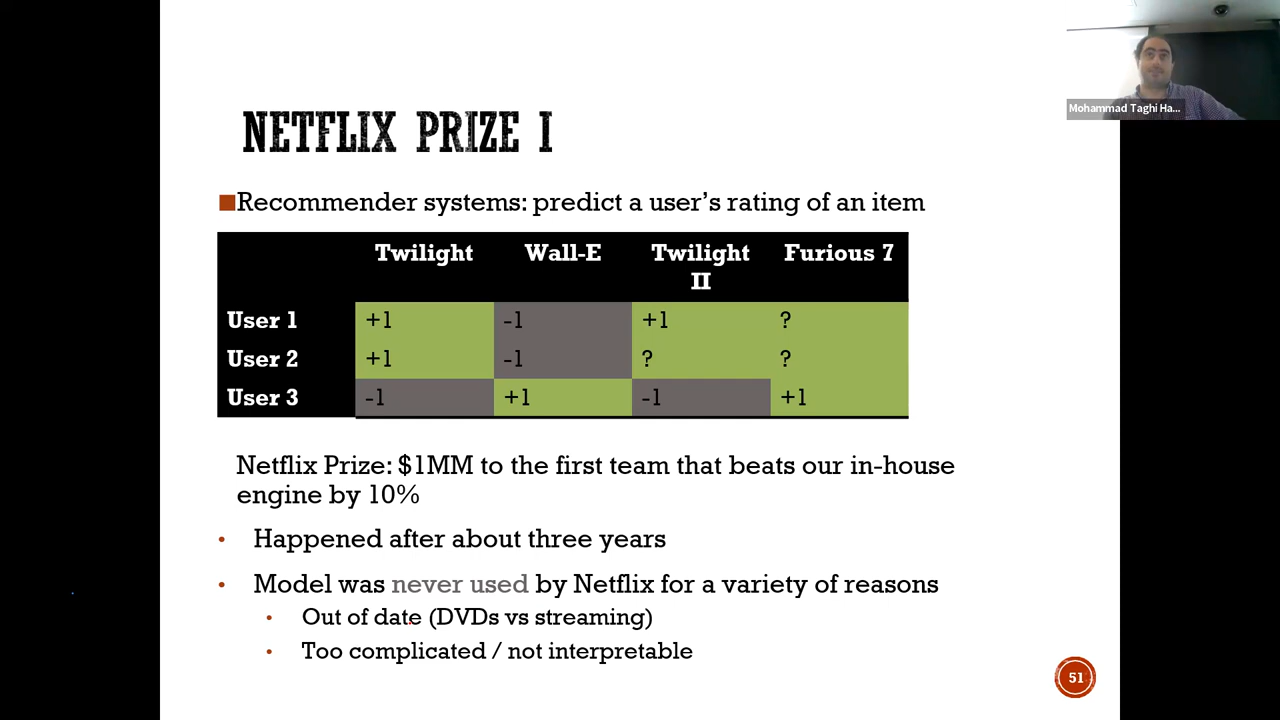 Mohammad Taghi Ha...
NETFLIX PRIZE I
Recommender systems: predict a user's rating of an item
Twilight Wall-E Twilight II Furious 7
User 1 +1 -1 +1 ?
User 2 +1 -1 ? ?
User 3 -1 +1 -1 +1
Netflix Prize: $1MM to the first team that beats our in-house
engine by 10%
• Happened after about three years
• Model was never used by Netflix for a variety of reasons
• Out of date (DVDs vs streaming)
• Too complicated / not interpretable
51